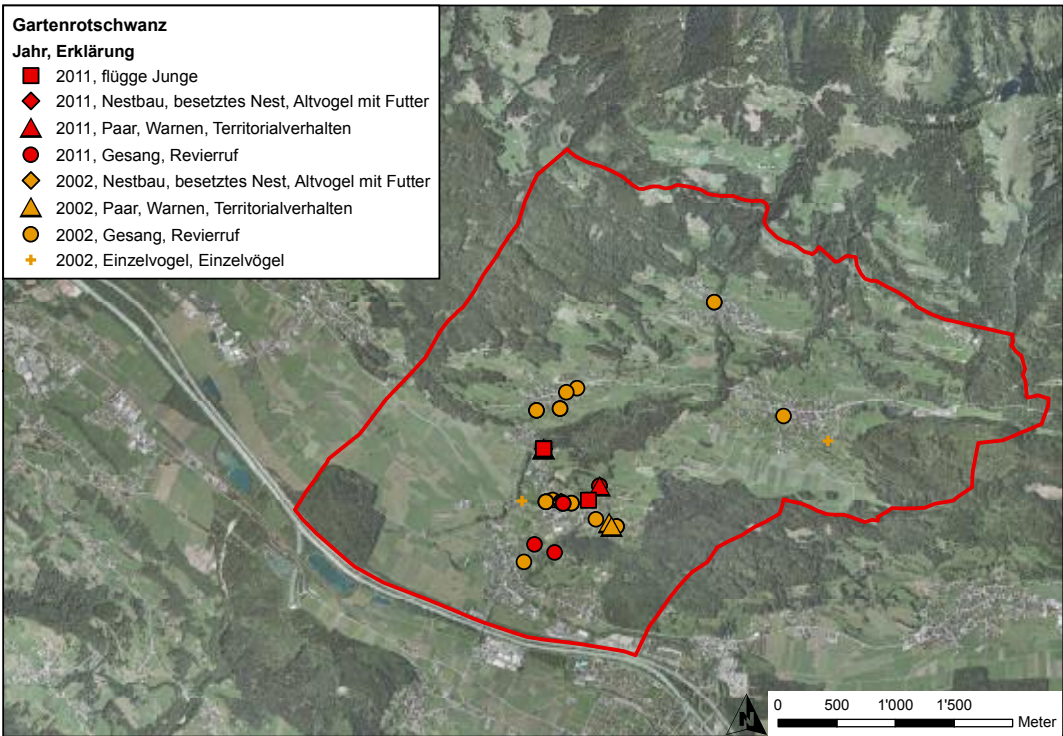 Gartenrotschwanz
Jahr, Erklärung
2011, flügge Junge
2011, Nestbau, besetztes Nest, Altvogel mit Futter
2011, Paar, Warnen, Territorialverhalten
2011, Gesang, Revierruf
2002, Nestbau, besetztes Nest, Altvogel mit Futter
2002, Paar, Warnen, Territorialverhalten
2002, Gesang, Revierruf
2002, Einzelvogel, Einzelvögel
N
0 500 1'000 1'500
Meter